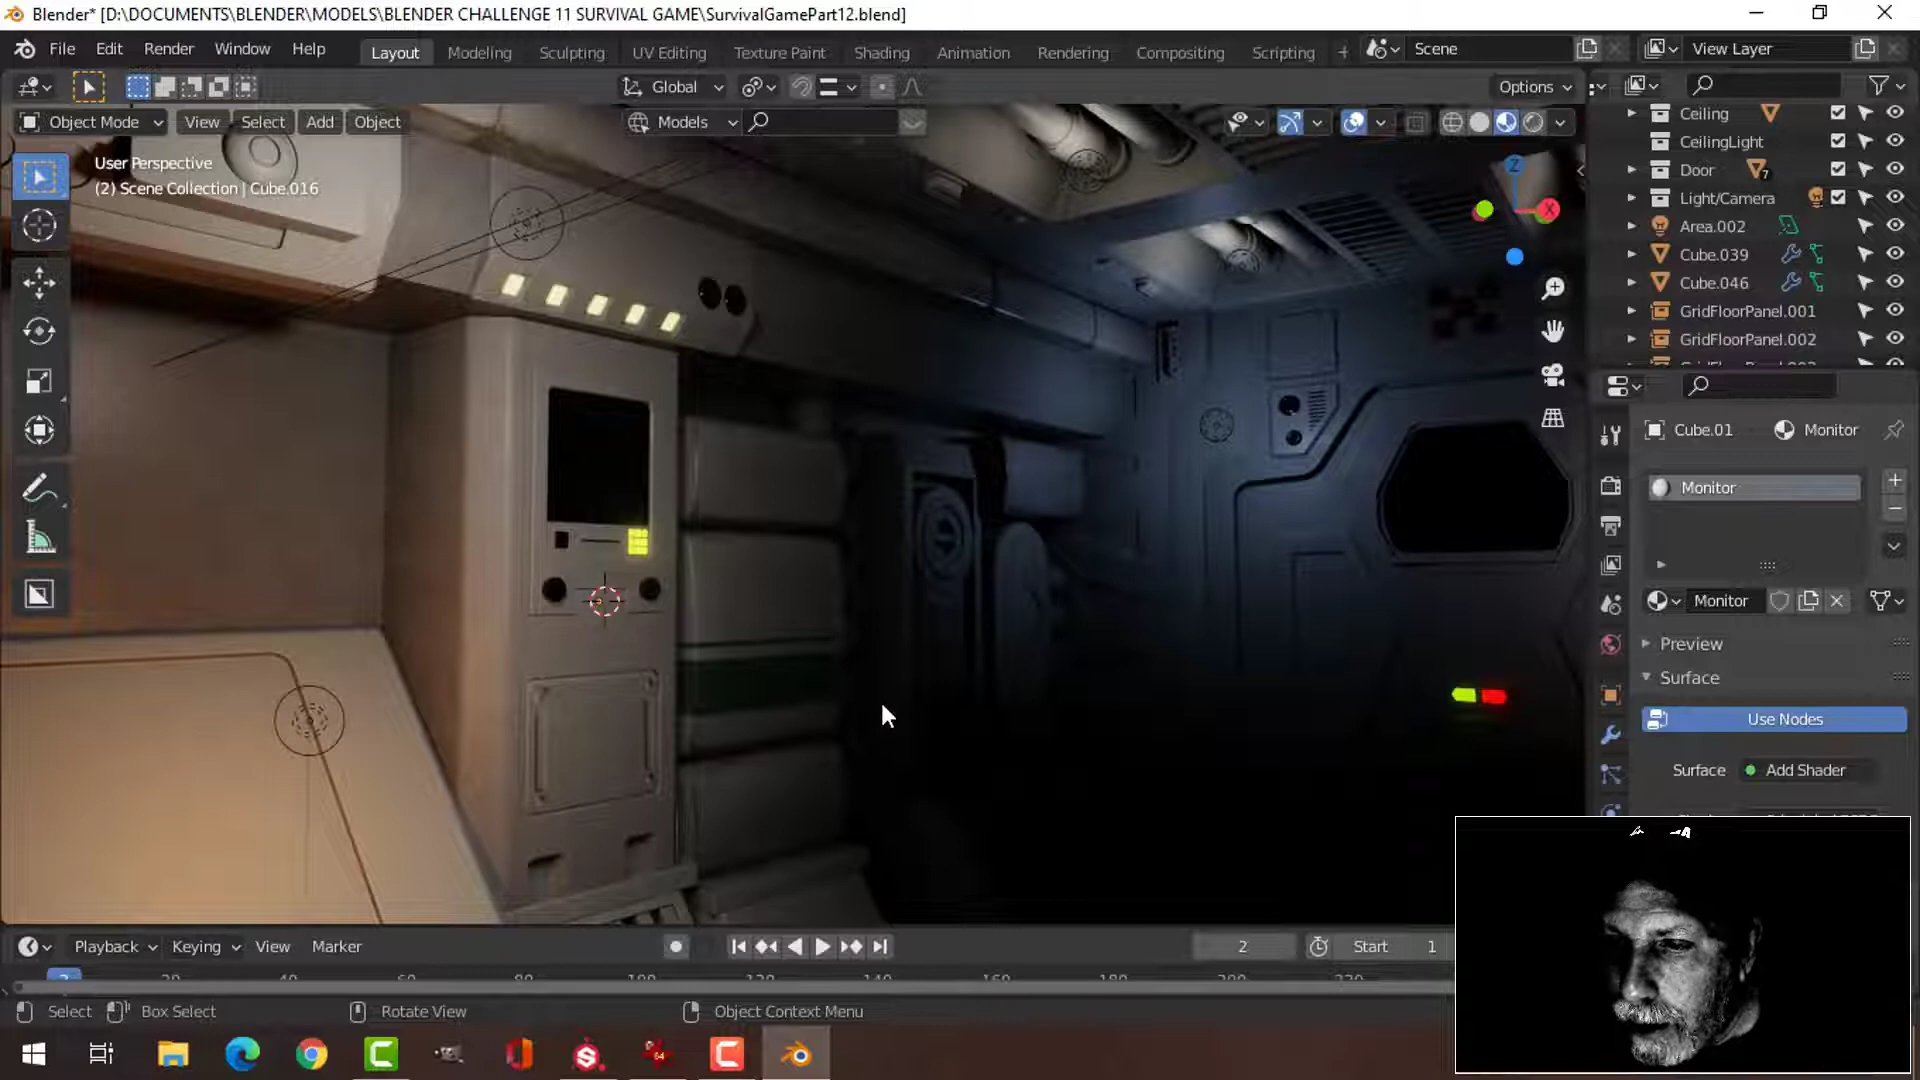 Blender* [D:\DOCUMENTS\BLENDER\MODELS\BLENDER CHALLENGE 11 SURVIVAL GAME\SurvivalGamePart12.blend]
File Edit Render Window Help Layout Modeling Sculpting UV Editing Texture Paint Shading Animation Rendering Compositing Scripting + Scene View Layer
Global Options
Object Mode View Select Add Object Models
User Perspective
(2) Scene Collection | Cube.016
Z
X
Ceiling
CeilingLight
Door 7
Light/Camera
Area.002
Cube.039
Cube.046
GridFloorPanel.001
GridFloorPanel.002
Cube.01 Monitor
Monitor
Monitor
Preview
Surface
Use Nodes
Surface Add Shader
Playback Keying View Marker 2 Start 1
Select Box Select Rotate View Object Context Menu